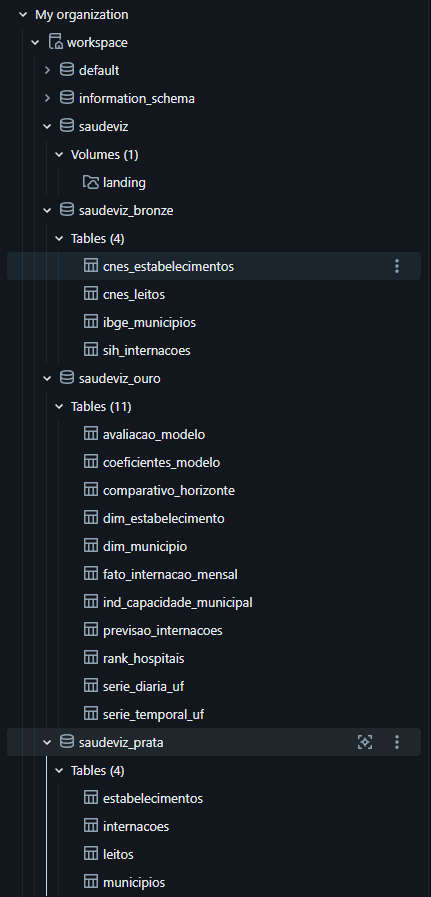 My organization
workspace
default
information_schema
saudeviz
Volumes (1)
landing
saudeviz_bronze
Tables (4)
cnes_estabelecimentos
cnes_leitos
ibge_municipios
sih_internacoes
saudeviz_ouro
Tables (11)
avaliacao_modelo
coeficientes_modelo
comparativo_horizonte
dim_estabelecimento
dim_municipio
fato_internacao_mensal
ind_capacidade_municipal
previsao_internacoes
rank_hospitais
serie_diaria_uf
serie_temporal_uf
saudeviz_prata
Tables (4)
estabelecimentos
internacoes
leitos
municipios